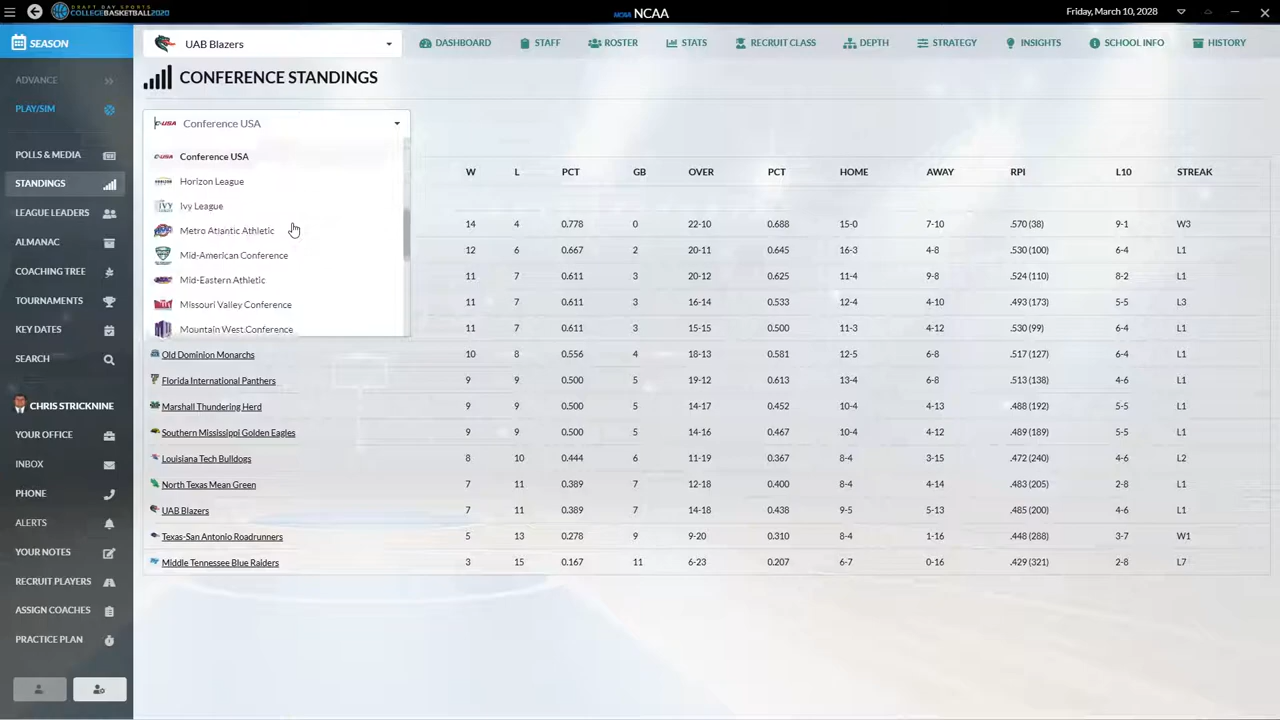 DRAFT DAY SPORTS
COLLEGE BASKETBALL 2020
NCAA NCAA
Friday, March 10, 2028
SEASON
UAB Blazers
DASHBOARD STAFF ROSTER STATS RECRUIT CLASS DEPTH STRATEGY INSIGHTS SCHOOL INFO HISTORY
ADVANCE
PLAY/SIM
POLLS & MEDIA
STANDINGS
LEAGUE LEADERS
ALMANAC
COACHING TREE
TOURNAMENTS
KEY DATES
SEARCH
CHRIS STRICKNINE
YOUR OFFICE
INBOX
PHONE
ALERTS
YOUR NOTES
RECRUIT PLAYERS
ASSIGN COACHES
PRACTICE PLAN
CONFERENCE STANDINGS
C-USA Conference USA
C-USA Conference USA
Horizon League
Ivy League
Metro Atlantic Athletic
Mid-American Conference
Mid-Eastern Athletic
Missouri Valley Conference
Mountain West Conference
W L PCT GB OVER PCT HOME AWAY RPI L10 STREAK
14 4 0.778 0 22-10 0.688 15-0 7-10 .570 (38) 9-1 W3
12 6 0.667 2 20-11 0.645 16-3 4-8 .530 (100) 6-4 L1
11 7 0.611 3 20-12 0.625 11-4 9-8 .524 (110) 8-2 L1
11 7 0.611 3 16-14 0.533 12-4 4-10 .493 (173) 5-5 L3
11 7 0.611 3 15-15 0.500 11-3 4-12 .530 (99) 6-4 L1
Old Dominion Monarchs 10 8 0.556 4 18-13 0.581 12-5 6-8 .517 (127) 6-4 L1
Florida International Panthers 9 9 0.500 5 19-12 0.613 13-4 6-8 .513 (138) 4-6 L1
Marshall Thundering Herd 9 9 0.500 5 14-17 0.452 10-4 4-13 .488 (192) 5-5 L1
Southern Mississippi Golden Eagles 9 9 0.500 5 14-16 0.467 10-4 4-12 .489 (189) 5-5 L1
Louisiana Tech Bulldogs 8 10 0.444 6 11-19 0.367 8-4 3-15 .472 (240) 4-6 L2
North Texas Mean Green 7 11 0.389 7 12-18 0.400 8-4 4-14 .483 (205) 2-8 L1
UAB Blazers 7 11 0.389 7 14-18 0.438 9-5 5-13 .485 (200) 4-6 L1
Texas-San Antonio Roadrunners 5 13 0.278 9 9-20 0.310 8-4 1-16 .448 (288) 3-7 W1
Middle Tennessee Blue Raiders 3 15 0.167 11 6-23 0.207 6-7 0-16 .429 (321) 2-8 L7